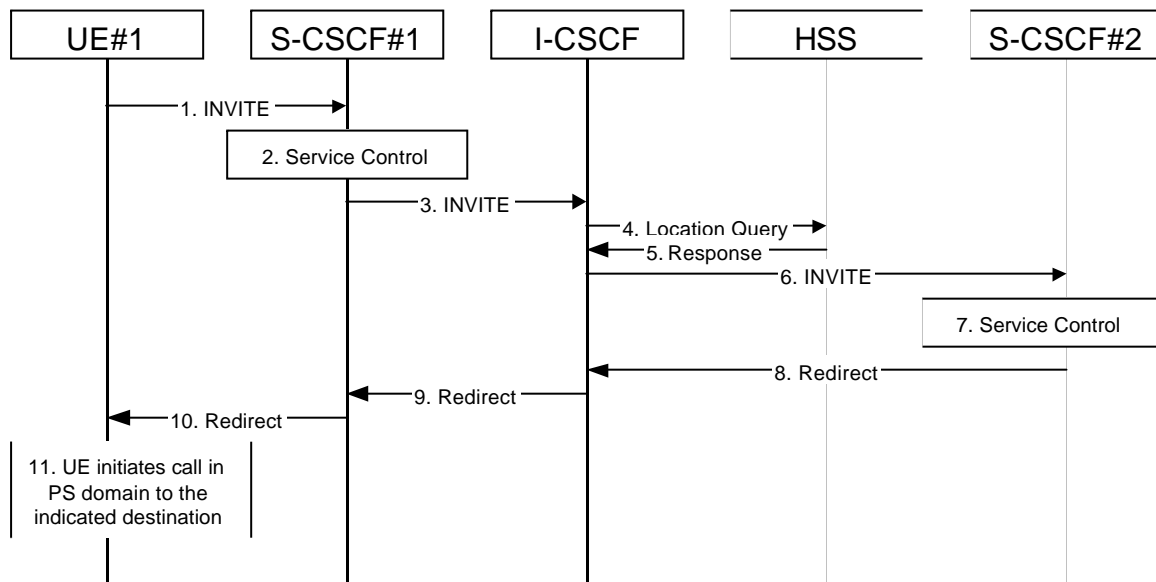 UE#1
S-CSCF#1
I-CSCF
HSS
S-CSCF#2
1. INVITE
2. Service Control
3. INVITE
4. Location Query
5. Response
6. INVITE
7. Service Control
8. Redirect
9. Redirect
10. Redirect
11. UE initiates call in
PS domain to the
indicated destination